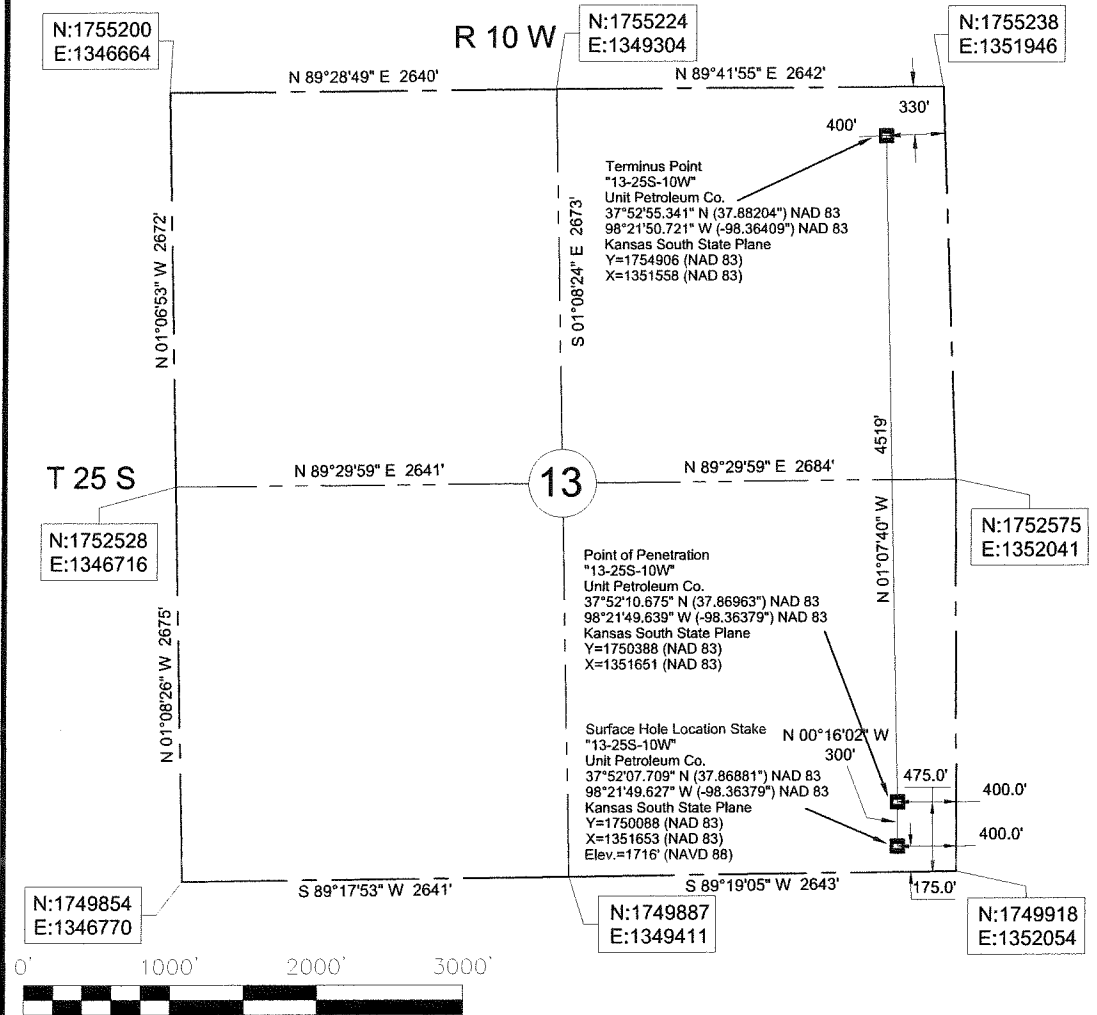 N:1755200
E:1346664
R 10 W
N:1755224
E:1349304
N:1755238
E:1351946
N 89°28'49" E 2640'
N 89°41'55" E 2642'
330'
400'
Terminus Point
"13-25S-10W"
Unit Petroleum Co.
37°52'55.341" N (37.88204") NAD 83
98°21'50.721" W (-98.36409") NAD 83
Kansas South State Plane
Y=1754906 (NAD 83)
X=1351558 (NAD 83)
N 01°06'53" W 2672'
S 01°08'24" E 2673'
4519'
T 25 S
N 89°29'59" E 2641'
13
N 89°29'59" E 2684'
N:1752528
E:1346716
N:1752575
E:1352041
N 01°07'40" W
Point of Penetration
"13-25S-10W"
Unit Petroleum Co.
37°52'10.675" N (37.86963") NAD 83
98°21'49.639" W (-98.36379") NAD 83
Kansas South State Plane
Y=1750388 (NAD 83)
X=1351651 (NAD 83)
N 01°08'26" W 2675'
Surface Hole Location Stake
"13-25S-10W"
Unit Petroleum Co.
37°52'07.709" N (37.86881") NAD 83
98°21'49.627" W (-98.36379") NAD 83
Kansas South State Plane
Y=1750088 (NAD 83)
X=1351653 (NAD 83)
Elev.=1716' (NAVD 88)
N 00°16'02" W
300'
475.0'
400.0'
400.0'
175.0'
S 89°17'53" W 2641'
S 89°19'05" W 2643'
N:1749854
E:1346770
N:1749887
E:1349411
N:1749918
E:1352054
0' 1000' 2000' 3000'